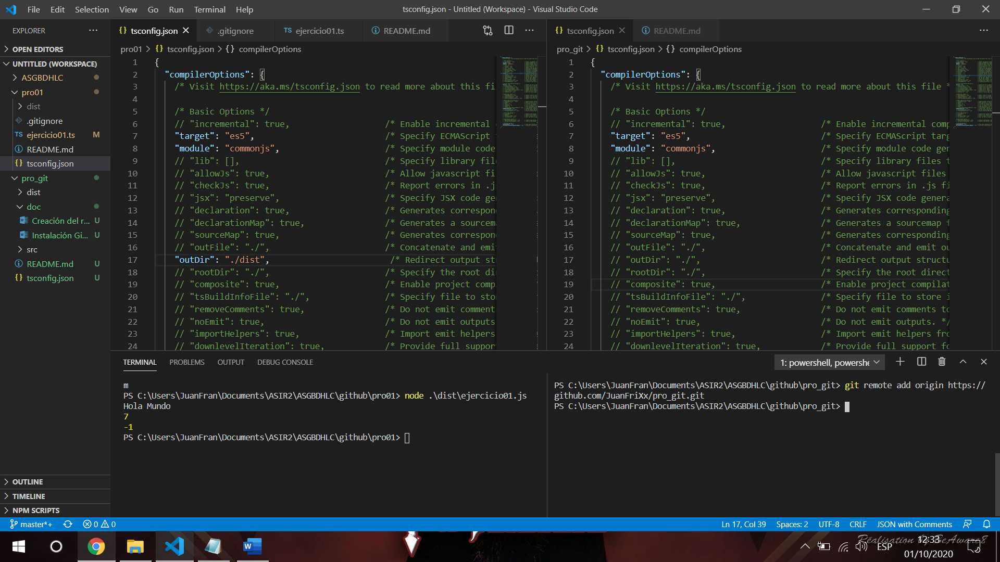 File Edit Selection View Go Run Terminal Help
tsconfig.json - Untitled (Workspace) - Visual Studio Code
EXPLORER
OPEN EDITORS
UNTITLED (WORKSPACE)
ASGBDHLC
pro01
dist
.gitignore
TS ejercicio01.ts M
README.md
{} tsconfig.json
pro_git
dist
doc
Creación del r... U
Instalación Gi... U
src
README.md U
{} tsconfig.json U
OUTLINE
TIMELINE
NPM SCRIPTS
{} tsconfig.json .gitignore TS ejercicio01.ts README.md
pro01 > {} tsconfig.json > {} compilerOptions
1 {
2 "compilerOptions": {
3 /* Visit https://aka.ms/tsconfig.json to read more about this fi
4
5 /* Basic Options */
6 // "incremental": true, /* Enable incremental
7 "target": "es5", /* Specify ECMAScript
8 "module": "commonjs", /* Specify module code
9 // "lib": [], /* Specify library fil
10 // "allowJs": true, /* Allow javascript fi
11 // "checkJs": true, /* Report errors in .j
12 // "jsx": "preserve", /* Specify JSX code ge
13 // "declaration": true, /* Generates correspon
14 // "declarationMap": true, /* Generates a sourcem
15 // "sourceMap": true, /* Generates correspon
16 // "outFile": "./", /* Concatenate and emi
17 "outDir": "./dist", /* Redirect output st
18 // "rootDir": "./", /* Specify the root di
19 // "composite": true, /* Enable project comp
20 // "tsBuildInfoFile": "./", /* Specify file to sto
21 // "removeComments": true, /* Do not emit comment
22 // "noEmit": true, /* Do not emit outputs
23 // "importHelpers": true, /* Import emit helpers
24 // "downlevelIteration": true, /* Provide full suppor
{} tsconfig.json README.md
pro_git > {} tsconfig.json > {} compilerOptions
1 {
2 "compilerOptions": {
3 /* Visit https://aka.ms/tsconfig.json to read more about this file *
4
5 /* Basic Options */
6 // "incremental": true, /* Enable incremental comp
7 "target": "es5", /* Specify ECMAScript targ
8 "module": "commonjs", /* Specify module code gen
9 // "lib": [], /* Specify library files t
10 // "allowJs": true, /* Allow javascript files
11 // "checkJs": true, /* Report errors in .js fi
12 // "jsx": "preserve", /* Specify JSX code genera
13 // "declaration": true, /* Generates corresponding
14 // "declarationMap": true, /* Generates a sourcemap f
15 // "sourceMap": true, /* Generates corresponding
16 // "outFile": "./", /* Concatenate and emit ou
17 // "outDir": "./", /* Redirect output structu
18 // "rootDir": "./", /* Specify the root direct
19 // "composite": true, /* Enable project compilat
20 // "tsBuildInfoFile": "./", /* Specify file to store i
21 // "removeComments": true, /* Do not emit comments to
22 // "noEmit": true, /* Do not emit outputs. */
23 // "importHelpers": true, /* Import emit helpers fro
24 // "downlevelIteration": true, /* Provide full support fo
TERMINAL PROBLEMS OUTPUT DEBUG CONSOLE
1: powershell, powershe
m
PS C:\Users\JuanFran\Documents\ASIR2\ASGBDHLC\github\pro01> node .\dist\ejercicio01.js
Hola Mundo
7
-1
PS C:\Users\JuanFran\Documents\ASIR2\ASGBDHLC\github\pro01>
PS C:\Users\JuanFran\Documents\ASIR2\ASGBDHLC\github\pro_git> git remote add origin https://
github.com/JuanFriXx/pro_git.git
PS C:\Users\JuanFran\Documents\ASIR2\ASGBDHLC\github\pro_git>
master*+ 0 0
Ln 17, Col 39 Spaces: 2 UTF-8 CRLF JSON with Comments
Réalisation by BeAware8
ESP
12:33
01/10/2020